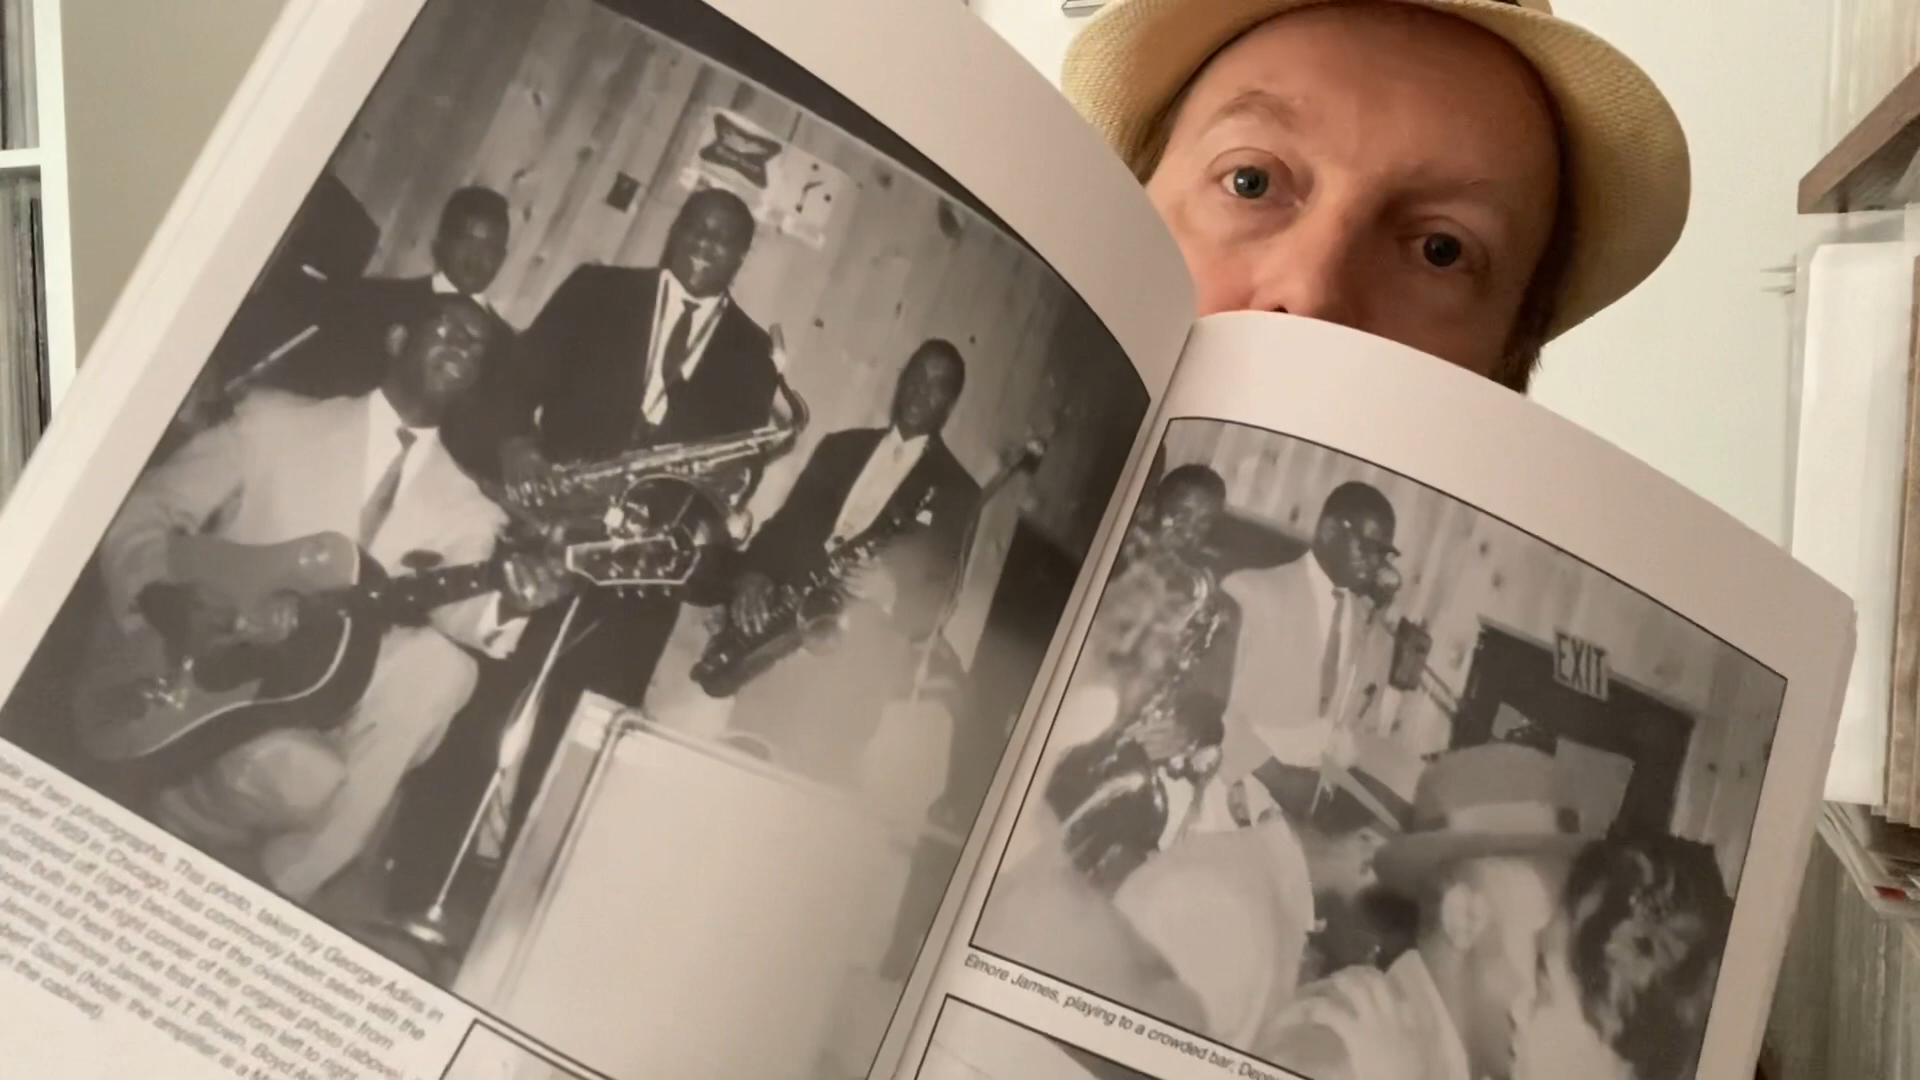 of two photographs. This photo, taken by George Adins, in
1959 in Chicago, has commonly been seen with the
cropped off (right) because of the overexposure from
bulb in the right corner of the original photo (above).
in full here for the first time. From left to right
James, Elmore James, J.T. Brown, Boyd
(Note: the amplifier is a
the cabinet).
EXIT
Elmore James, playing to a crowded bar;